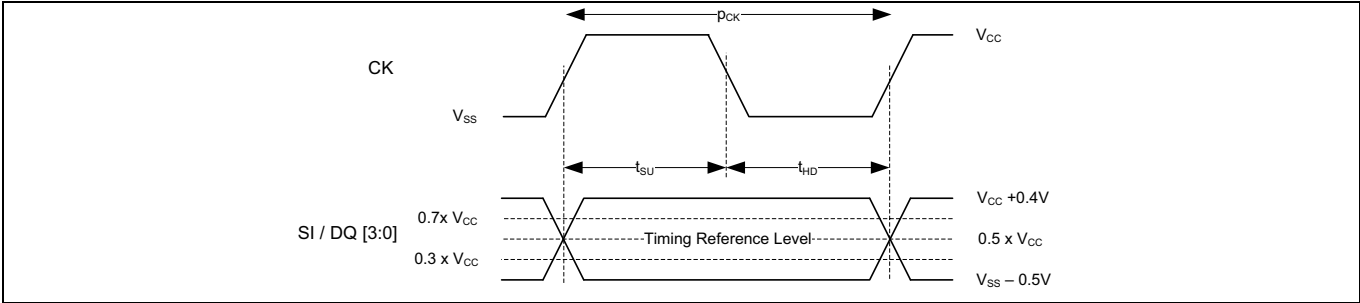 pCK
CK
VCC
VSS
tSU
tHD
VCC +0.4V
0.7x VCC
SI / DQ [3:0]
Timing Reference Level
0.5 x VCC
0.3 x VCC
VSS – 0.5V